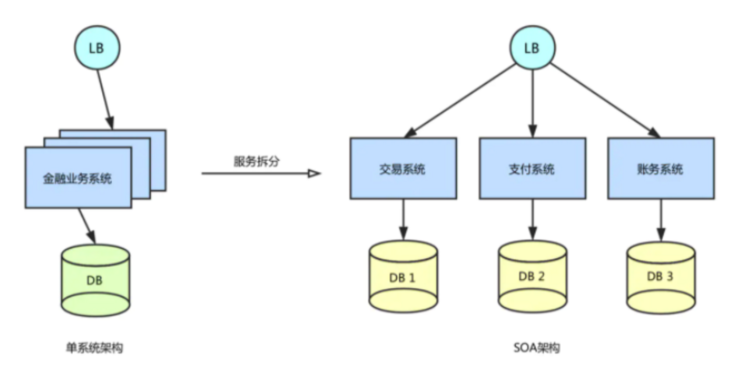 LB
金融业务系统
DB
单系统架构
服务拆分
LB
交易系统
支付系统
账务系统
DB 1
DB 2
DB 3
SOA架构